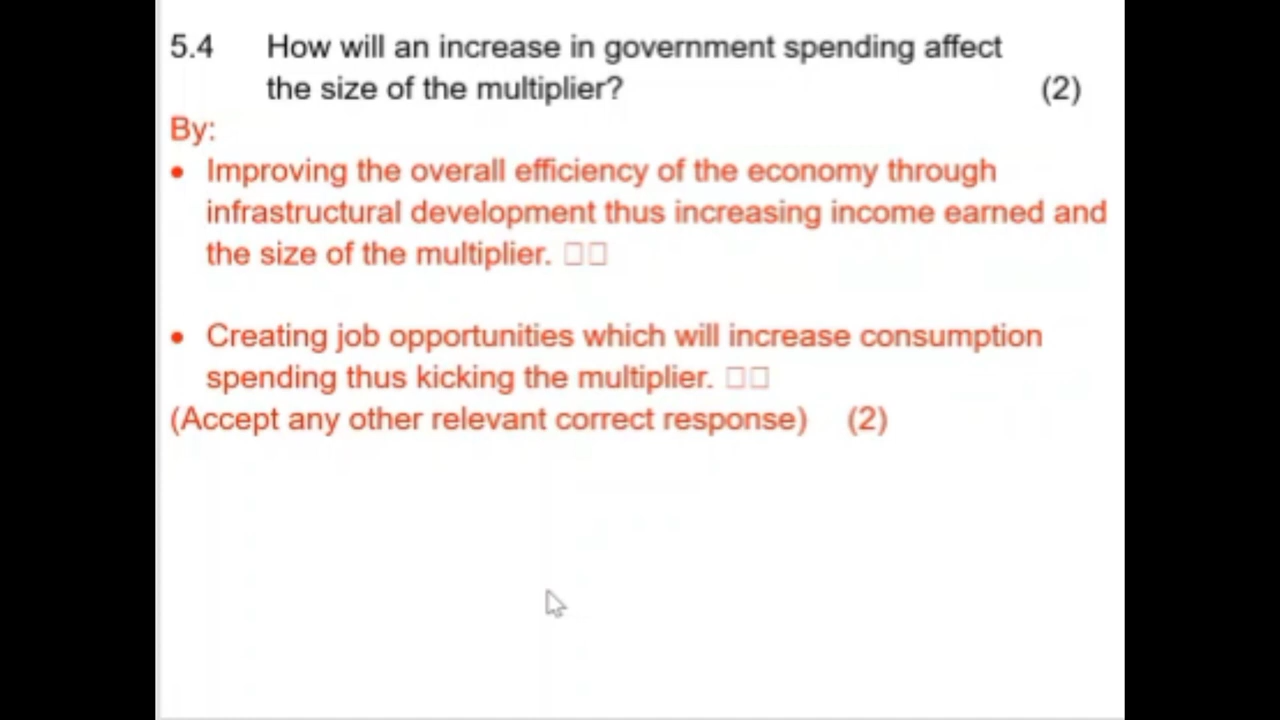 5.4 How will an increase in government spending affect
the size of the multiplier? (2)
By:
• Improving the overall efficiency of the economy through
infrastructural development thus increasing income earned and
the size of the multiplier. □□
• Creating job opportunities which will increase consumption
spending thus kicking the multiplier. □□
(Accept any other relevant correct response) (2)